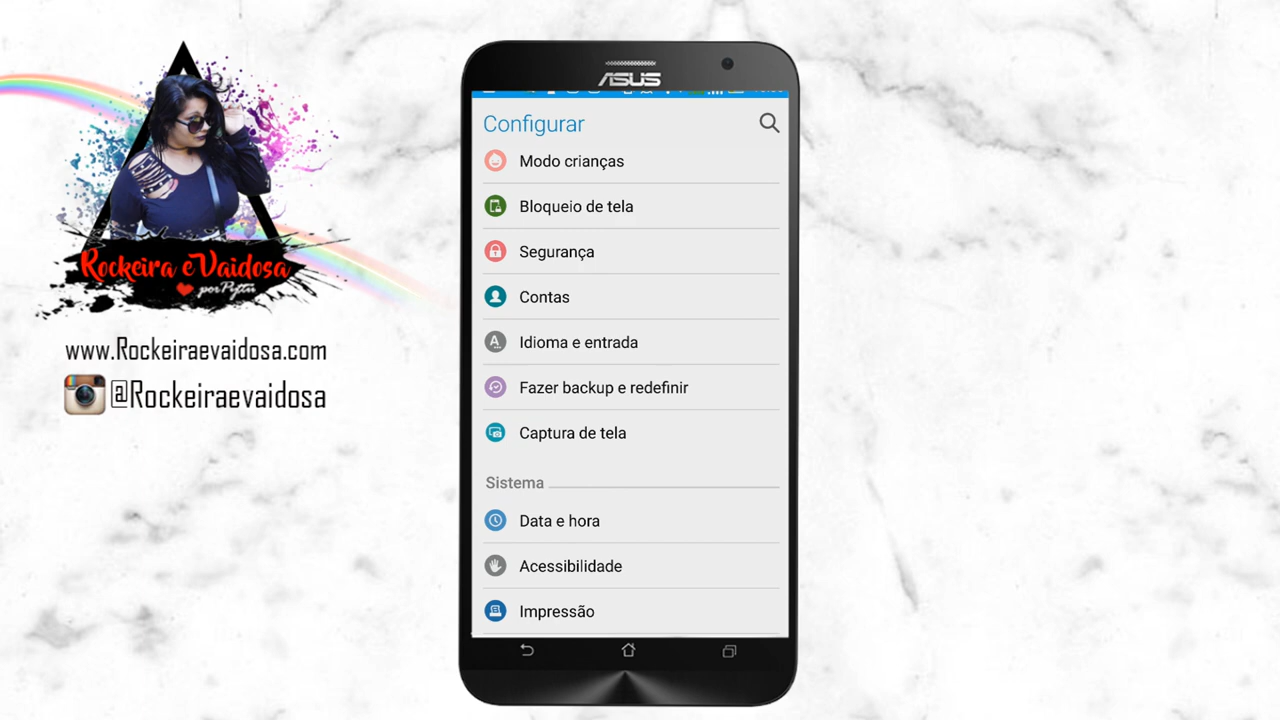 Rockeira e Vaidosa
por Pyttu
www.Rockeiraevaidosa.com
@Rockeiraevaidosa
ASUS
Configurar
Modo crianças
Bloqueio de tela
Segurança
Contas
Idioma e entrada
Fazer backup e redefinir
Captura de tela
Sistema
Data e hora
Acessibilidade
Impressão